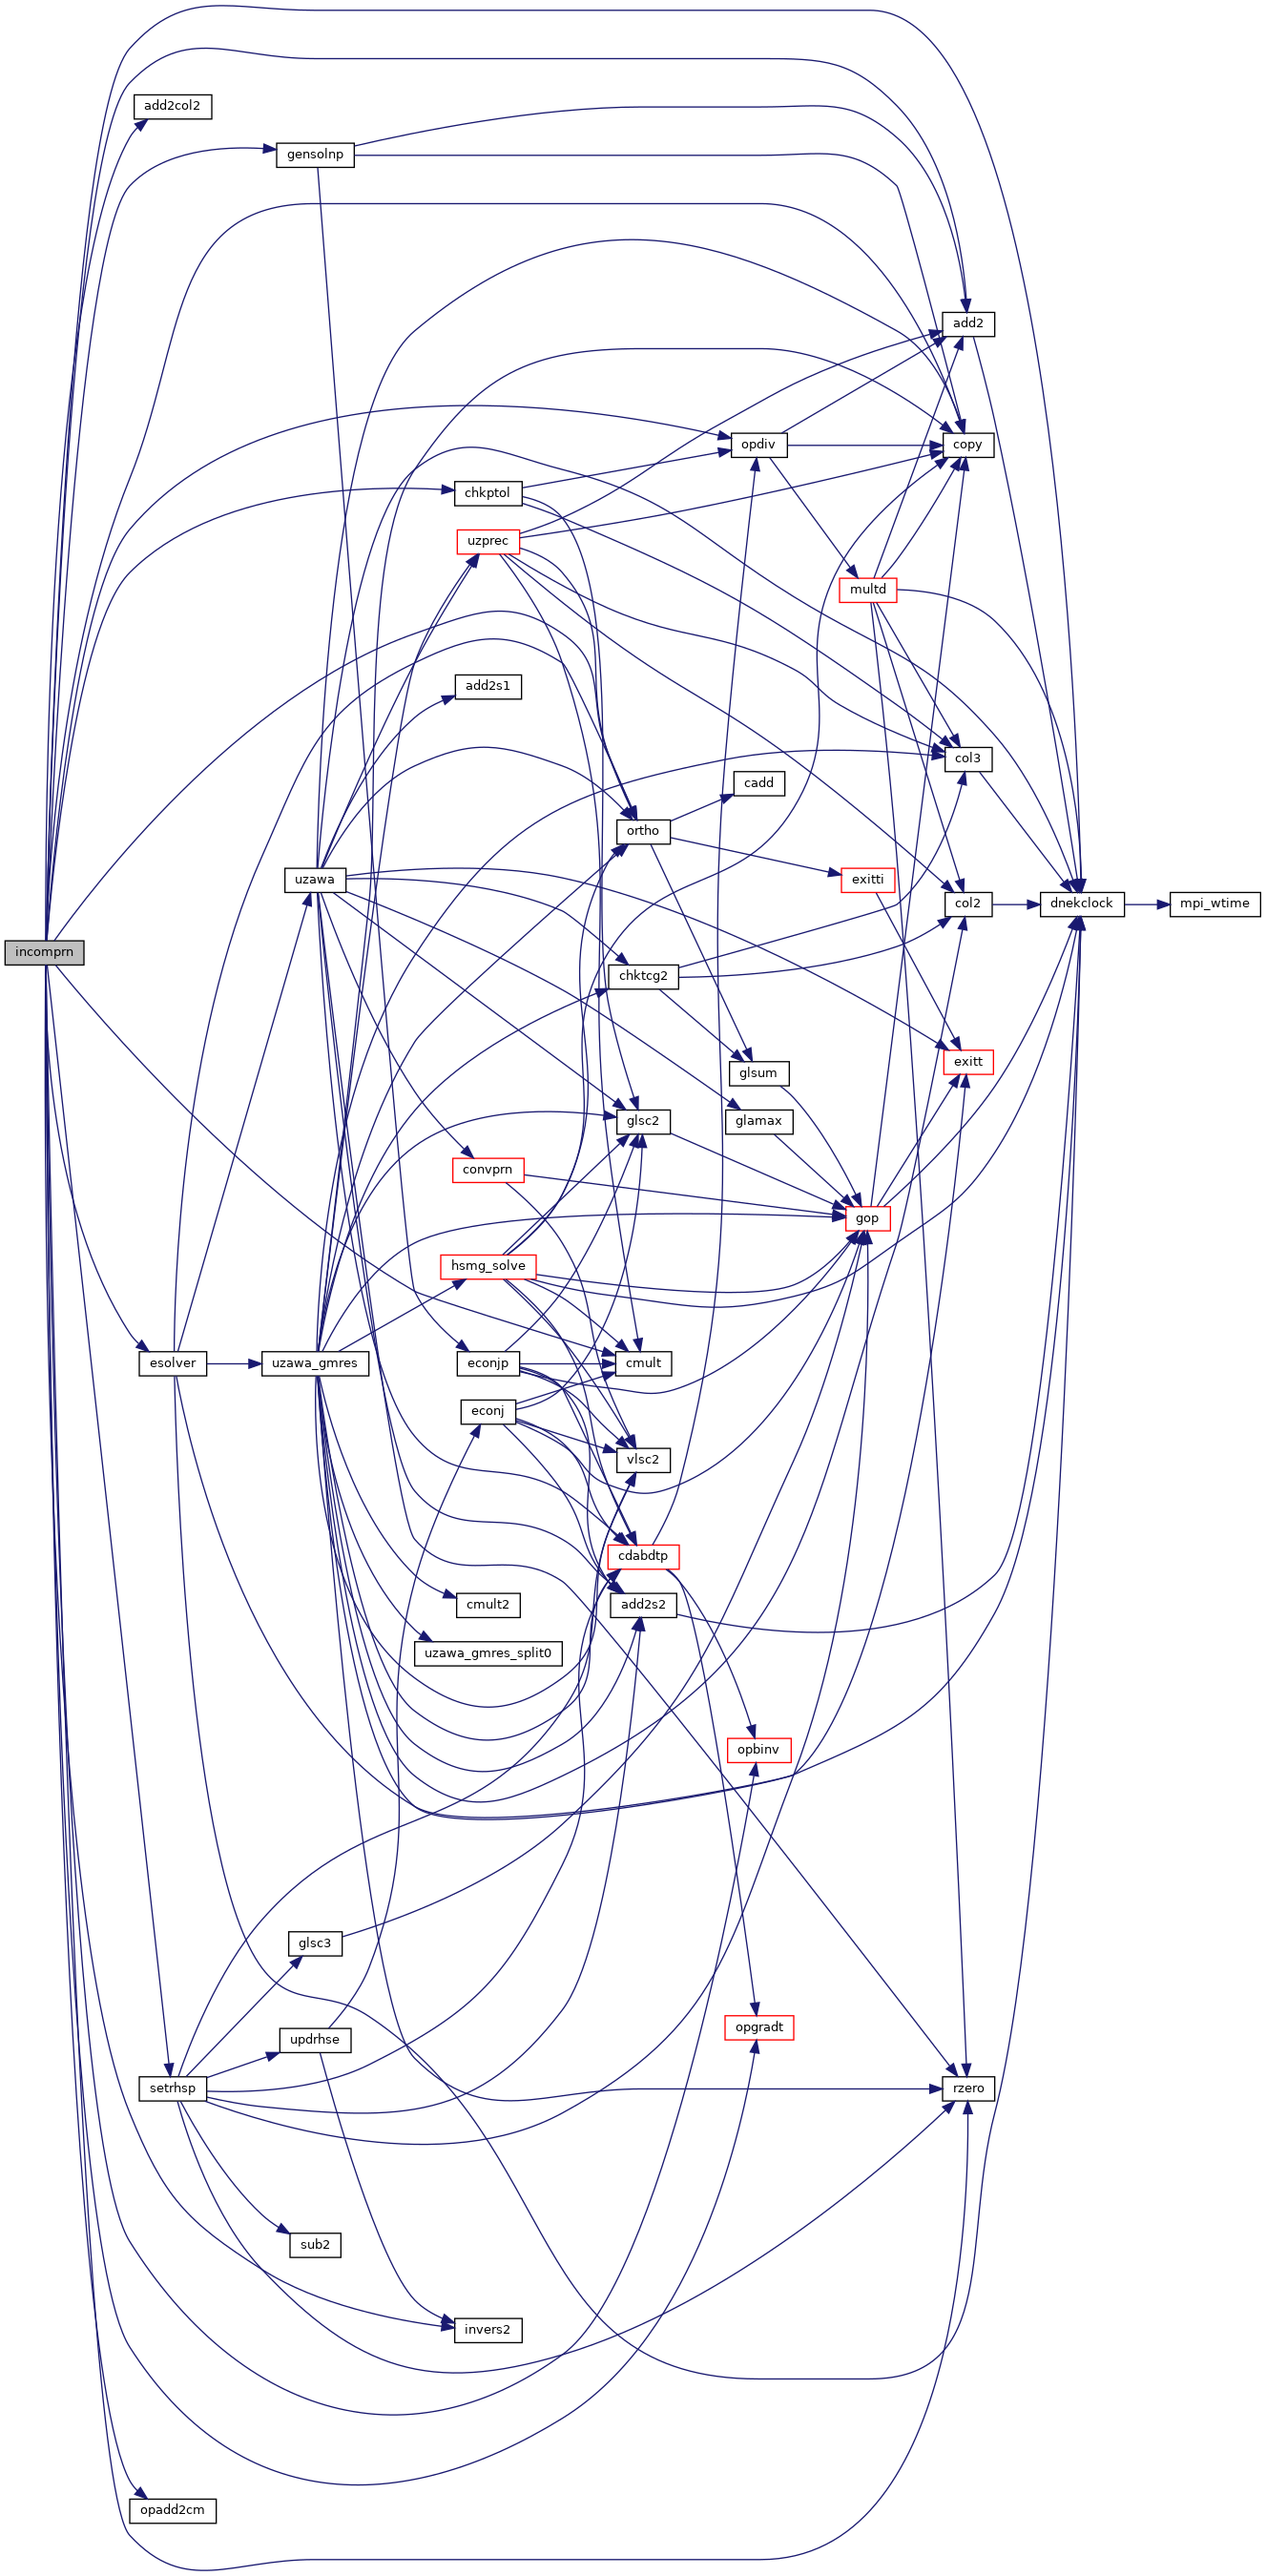 add2col2
gensolnp
add2
opdiv
copy
chkptol
uzprec
multd
add2s1
col3
cadd
ortho
uzawa
exitti
col2
dnekclock
mpi_wtime
incomprn
chktcg2
exitt
glsum
glsc2
glamax
convprn
gop
hsmg_solve
esolver
uzawa_gmres
econjp
cmult
econj
vlsc2
cdabdtp
cmult2
add2s2
uzawa_gmres_split0
opbinv
glsc3
opgradt
updrhse
setrhsp
rzero
sub2
invers2
opadd2cm